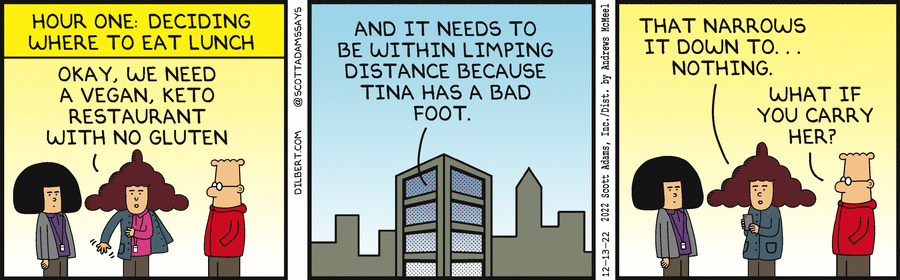 HOUR ONE: DECIDING
WHERE TO EAT LUNCH
OKAY, WE NEED
A VEGAN, KETO
RESTAURANT
WITH NO GLUTEN
DILBERT.COM @SCOTTADAMSSAYS
AND IT NEEDS TO
BE WITHIN LIMPING
DISTANCE BECAUSE
TINA HAS A BAD
FOOT.
12-13-22 2022 Scott Adams, Inc./Dist. by Andrews McMeel
THAT NARROWS
IT DOWN TO...
NOTHING.
WHAT IF
YOU CARRY
HER?